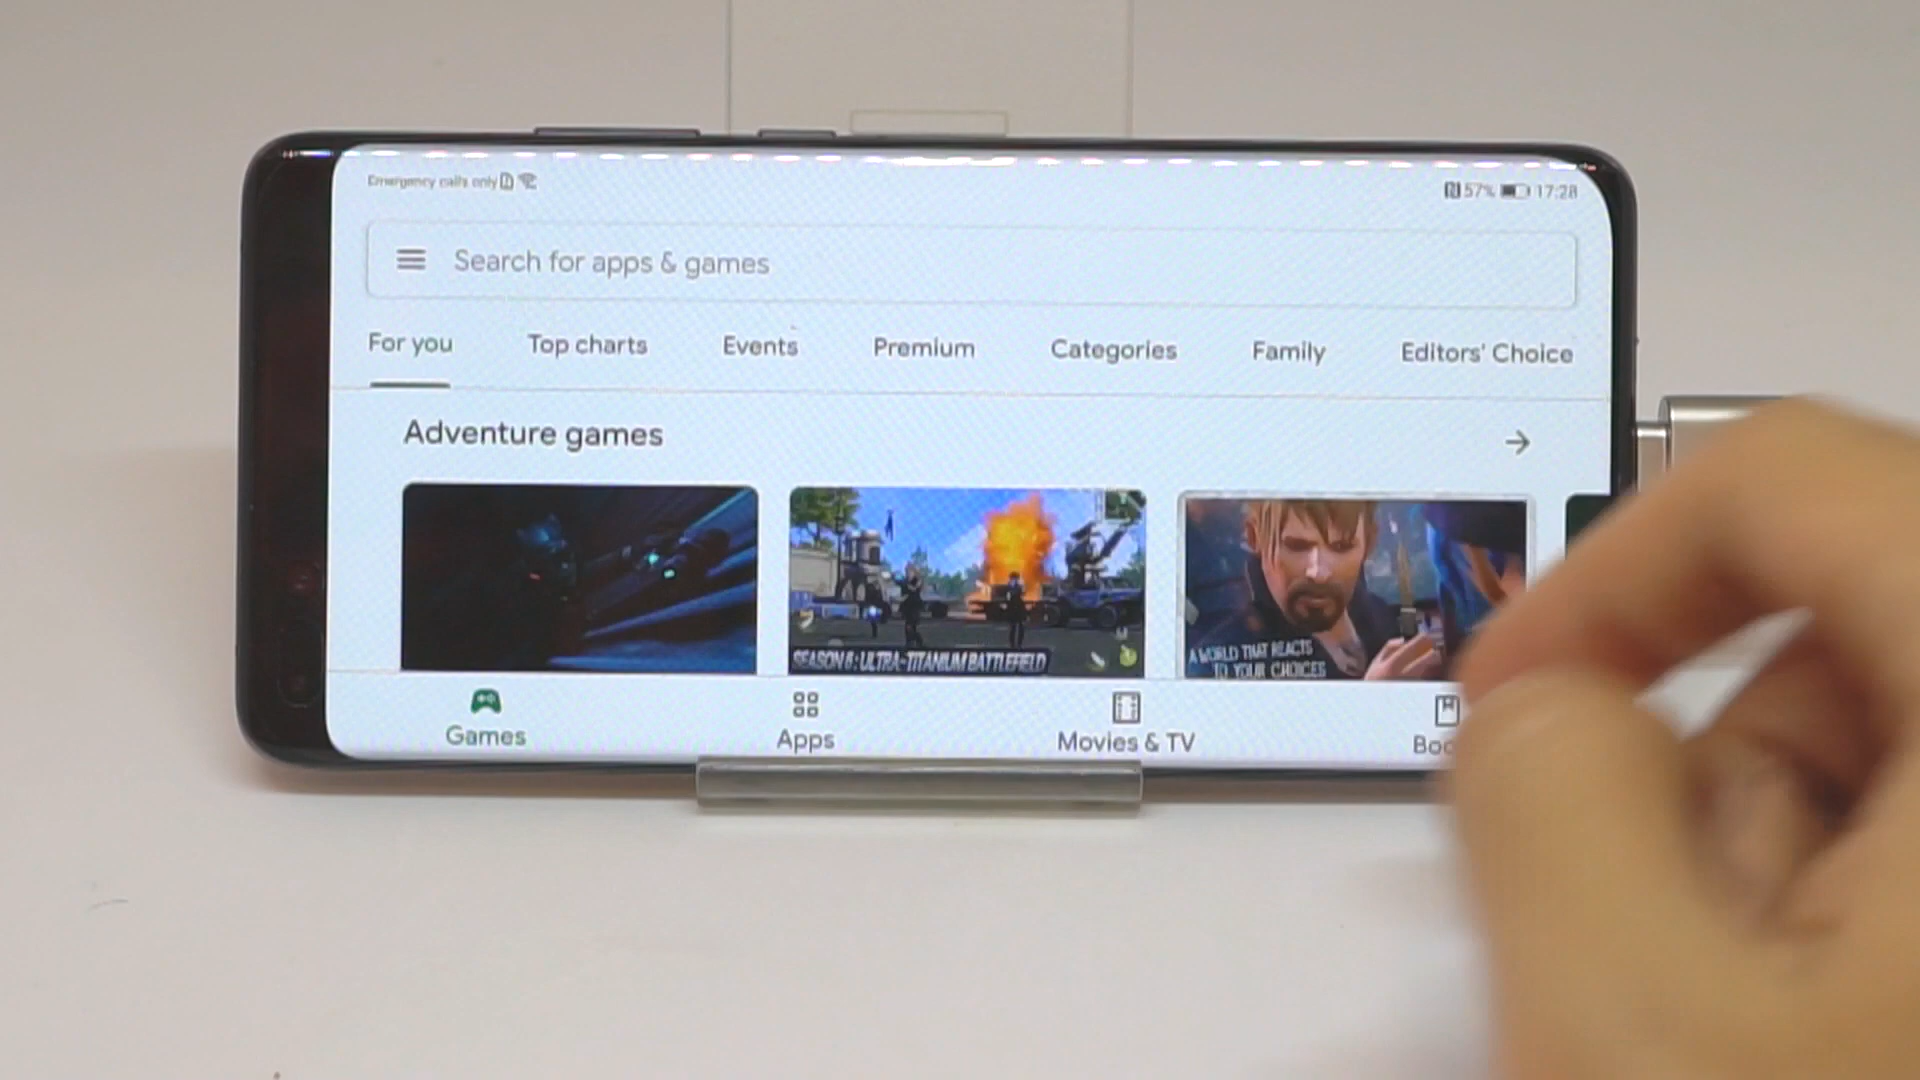 Emergency calls only
57% 17:28
Search for apps & games
For you Top charts Events Premium Categories Family Editors' Choice
Adventure games
SEASON 6: ULTRA-TITANIUM BATTLEFIELD
A WORLD THAT REACTS
TO YOUR CHOICES
Games Apps Movies & TV